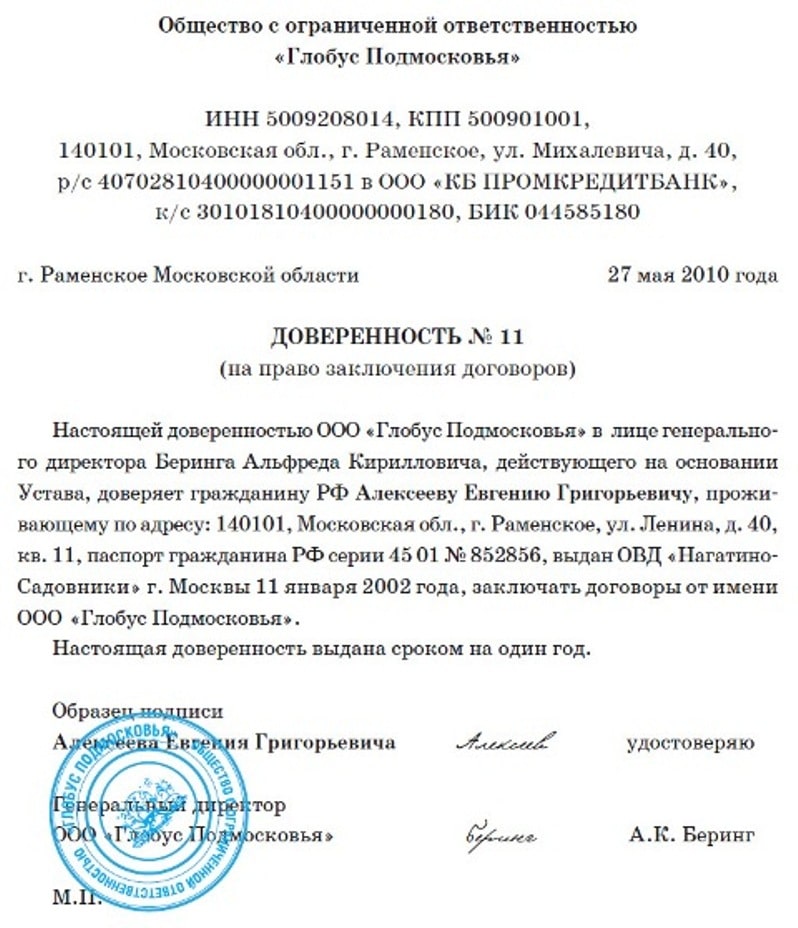 Общество с ограниченной ответственностью
«Глобус Подмосковья»
ИНН 5009208014, КПП 500901001,
140101, Московская обл., г. Раменское, ул. Михалевича, д. 40,
р/с 40702810400000001151 в ООО «КБ ПРОМКРЕДИТБАНК»,
к/с 30101810400000000180, БИК 044585180
г. Раменское Московской области 27 мая 2010 года
ДОВЕРЕННОСТЬ № 11
(на право заключения договоров)
Настоящей доверенностью ООО «Глобус Подмосковья» в лице генерально-
го директора Беринга Альфреда Кирилловича, действующего на основании
Устава, доверяет гражданину РФ Алексееву Евгению Григорьевичу, прожи-
вающему по адресу: 140101, Московская обл., г. Раменское, ул. Ленина, д. 40,
кв. 11, паспорт гражданина РФ серии 45 01 № 852856, выдан ОВД «Нагатино-
Садовники» г. Москвы 11 января 2002 года, заключать договоры от имени
ООО «Глобус Подмосковья».
Настоящая доверенность выдана сроком на один год.
Образец подписи
Алексеева Евгения Григорьевича Алексеев удостоверяю
Генеральный директор
ООО «Глобус Подмосковья» Беринг А.К. Беринг
М.П.
«ГЛОБУС ПОДМОСКОВЬЯ»
ОБЩЕСТВО С ОГРАНИЧЕННОЙ ОТВЕТСТВЕННОСТЬЮ